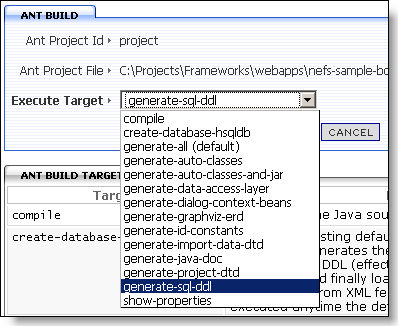 ANT BUILD
Ant Project Id project
Ant Project File C:\Projects\Frameworks\webapps\nefs-sample-bo
Execute Target generate-sql-ddl
compile
create-database-hsqldb
generate-all (default)
generate-auto-classes
generate-auto-classes-and-jar
generate-data-access-layer
generate-dialog-context-beans
generate-graphviz-erd
generate-id-constants
generate-import-data-dtd
generate-java-doc
generate-project-dtd
generate-sql-ddl
show-properties
CANCEL
ANT BUILD TARGET
Targ
compile e Java sou
create-database- sting defau
generates the
DDL (effect
d finally loa
from XML fe
executed anytime the de